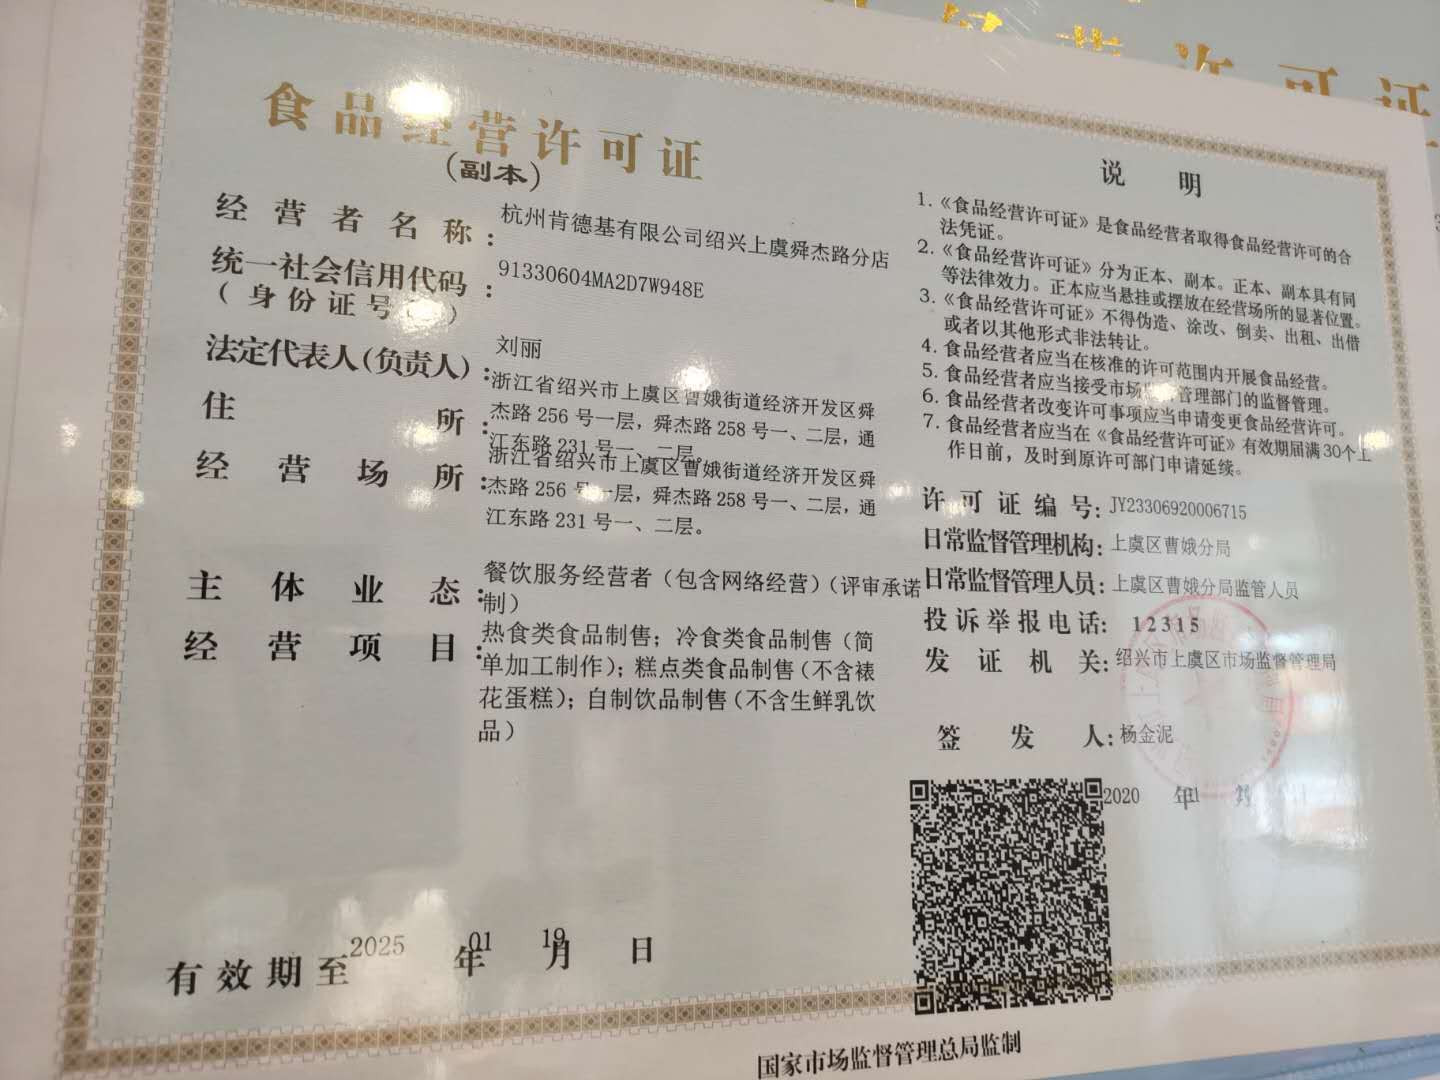 许可证
食品经营许可证
(副本)
经营者名称：杭州肯德基有限公司绍兴上虞舜杰路分店
统一社会信用代码：91330604MA2D7W948E
(身份证号码)
法定代表人(负责人)：刘丽
住所：浙江省绍兴市上虞区曹娥街道经济开发区舜
杰路256号一层，舜杰路258号一、二层，通
江东路231号一、二层。
经营场所：浙江省绍兴市上虞区曹娥街道经济开发区舜
杰路256号一层，舜杰路258号一、二层，通
江东路231号一、二层。
主体业态：餐饮服务经营者（包含网络经营）（评审承诺
制）
经营项目：热食类食品制售；冷食类食品制售（简
单加工制作）；糕点类食品制售（不含裱
花蛋糕）；自制饮品制售（不含生鲜乳饮
品）
有效期至2025年01月19日
说明
1.《食品经营许可证》是食品经营者取得食品经营许可的合
法凭证。
2.《食品经营许可证》分为正本、副本。正本、副本具有同
等法律效力。正本应当悬挂或摆放在经营场所的显著位置。
3.《食品经营许可证》不得伪造、涂改、倒卖、出租、出借
或者以其他形式非法转让。
4. 食品经营者应当在核准的许可范围内开展食品经营。
5. 食品经营者应当接受市场监督管理部门的监督管理。
6. 食品经营者改变许可事项应当申请变更食品经营许可。
7. 食品经营者应当在《食品经营许可证》有效期届满30个工
作日前，及时到原许可部门申请延续。
许可证编号：JY23306920006715
日常监督管理机构：上虞区曹娥分局
日常监督管理人员：上虞区曹娥分局监管人员
投诉举报电话：12315
发证机关：绍兴市上虞区市场监督管理局
签发人：杨金泥
2020 年
国家市场监督管理总局监制